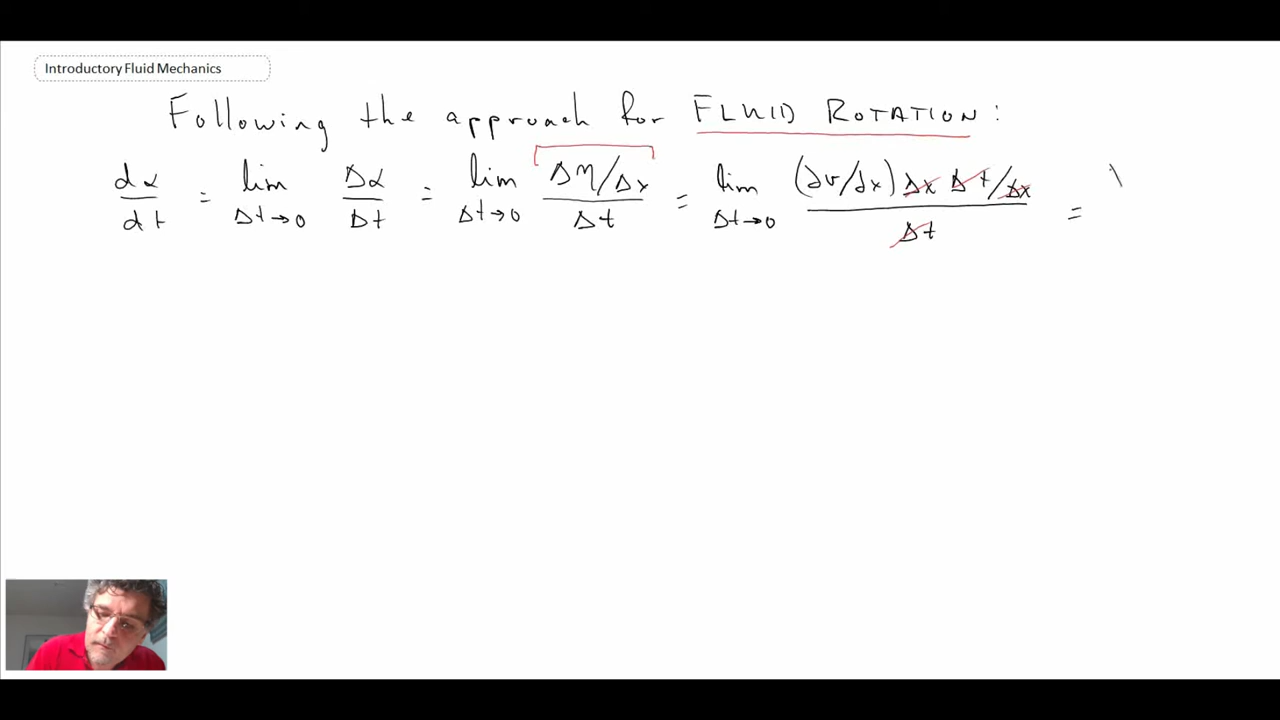 Introductory Fluid Mechanics
Following the approach for FLUID ROTATION:
dα/dt = lim Δt→0 Δα/Δt = lim Δt→0 (Δη/Δx)/Δt = lim Δt→0 (∂v/∂x) Δx Δt/Δx / Δt =